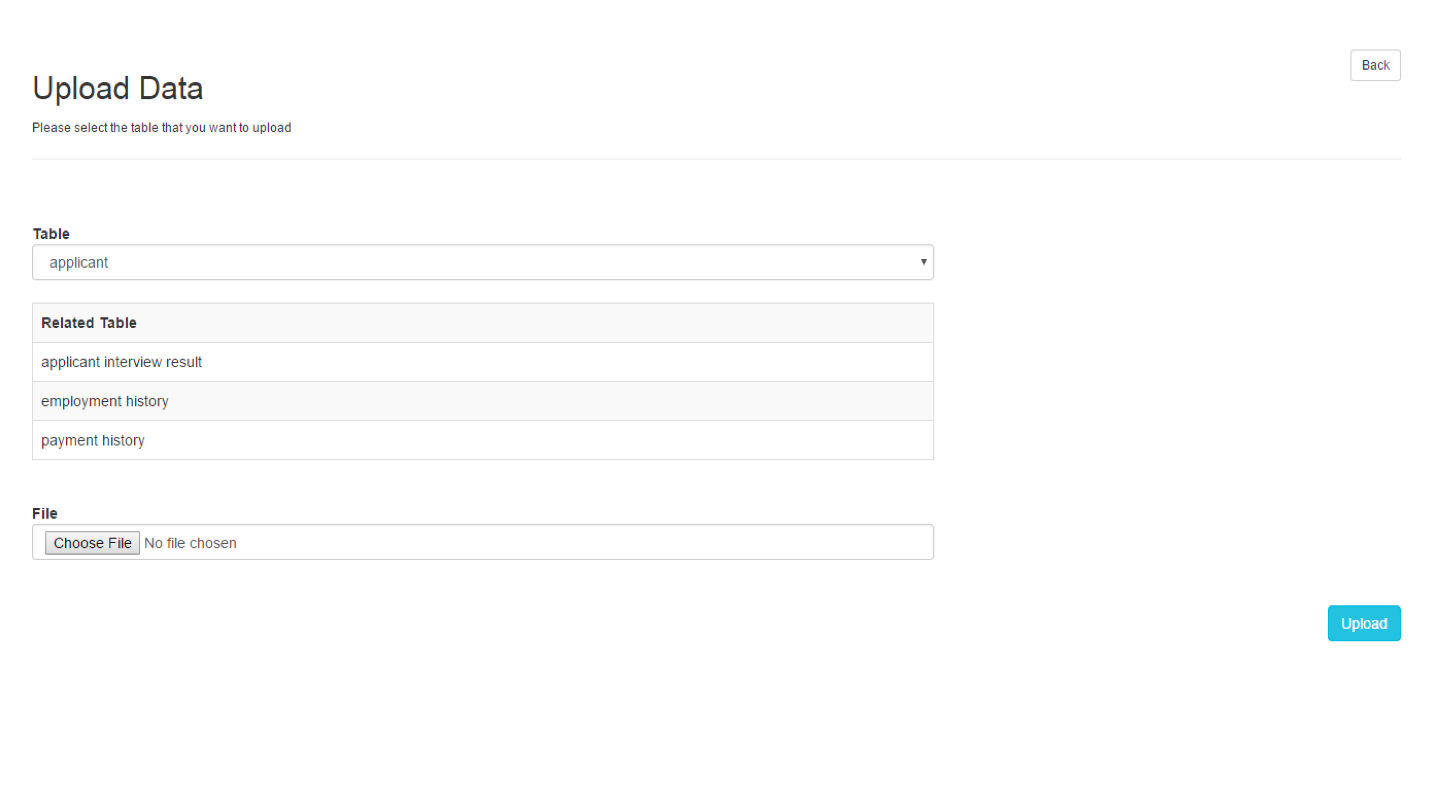 Back
Upload Data
Please select the table that you want to upload
Table
applicant
Related Table
applicant interview result
employment history
payment history
File
Choose File No file chosen
Upload